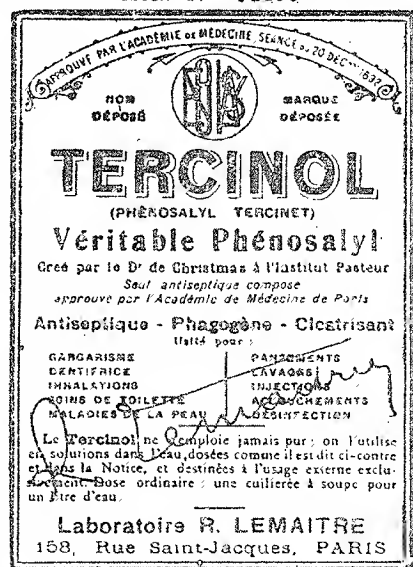 APPROUVÉ PAR L'ACADÉMIE DE MÉDECINE, SÉANCE DU 20 DÉC
NOM MARQUE
DÉPOSÉ DÉPOSÉE
TERCINOL
(PHÉNOSALYL TERCINET)
Véritable Phénosalyl
Créé par le Dr de Christmas à l'Institut Pasteur
Seul antiseptique composé
approuvé par l'Académie de Médecine de Paris
Antiseptique - Phagogène - Cicatrisant
Utilé pour :
GARGARISME PANSEMENTS
DENTIFRICE LAVAGES
INHALATIONS INJECTIONS
SOINS DE TOILETTE ACCOUCHEMENTS
MALADIES DE LA PEAU DÉSINFECTION
Le Tercinol ne s'emploie jamais pur : on l'utilise
en solutions dans l'eau, dosées comme il est dit ci-contre
et dans la Notice, et destinées à l'usage externe exclu-
sivement. Dose ordinaire : une cuillerée à soupe pour
un litre d'eau.
Laboratoire R. LEMAITRE
158, Rue Saint-Jacques, PARIS